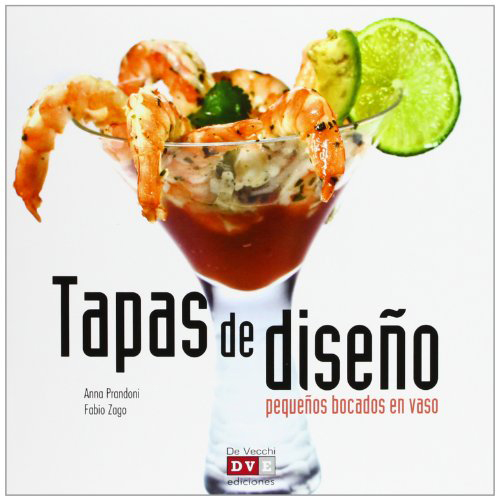 Tapas de diseño
pequeños bocados en vaso
Anna Prandoni
Fabio Zago
De Vecchi
DVE
ediciones